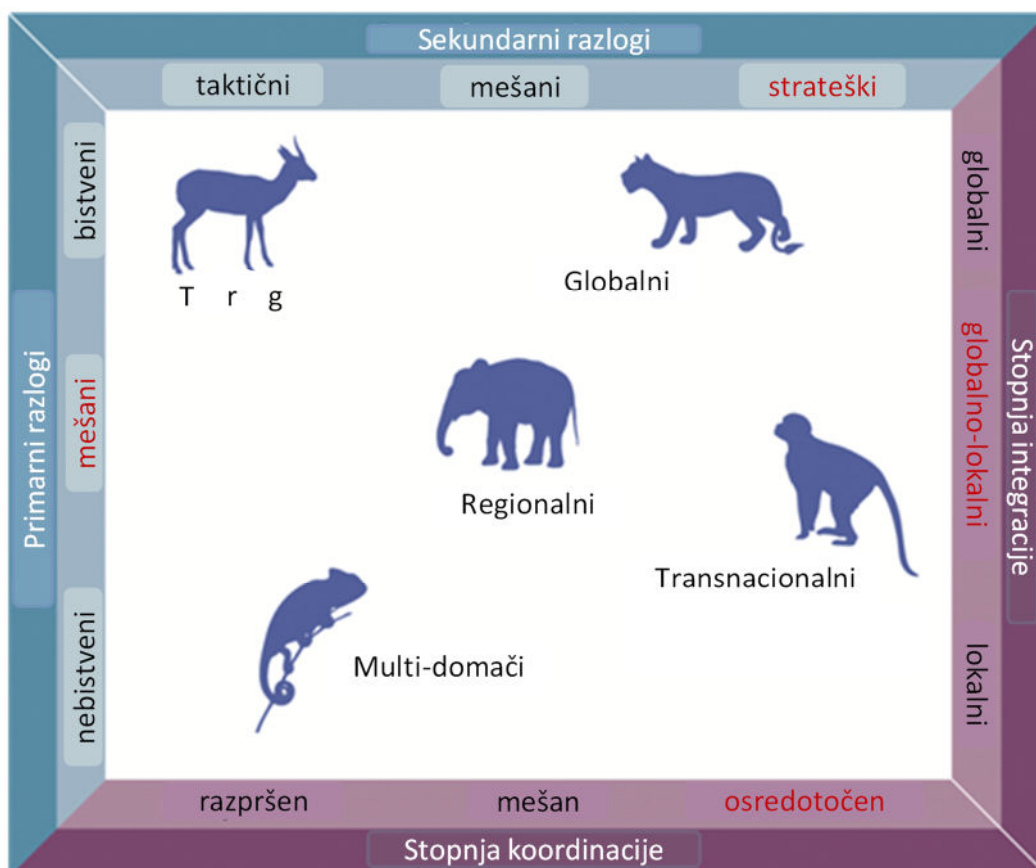 Sekundarni razlogi
taktični mešani strateški
bistveni
globalni
Globalni
T r g
Primarni razlogi
mešani
globalno-lokalni
Stopnja integracije
Regionalni
Transnacionalni
nebistveni
Multi-domači
lokalni
razpršen mešan osredotočen
Stopnja koordinacije